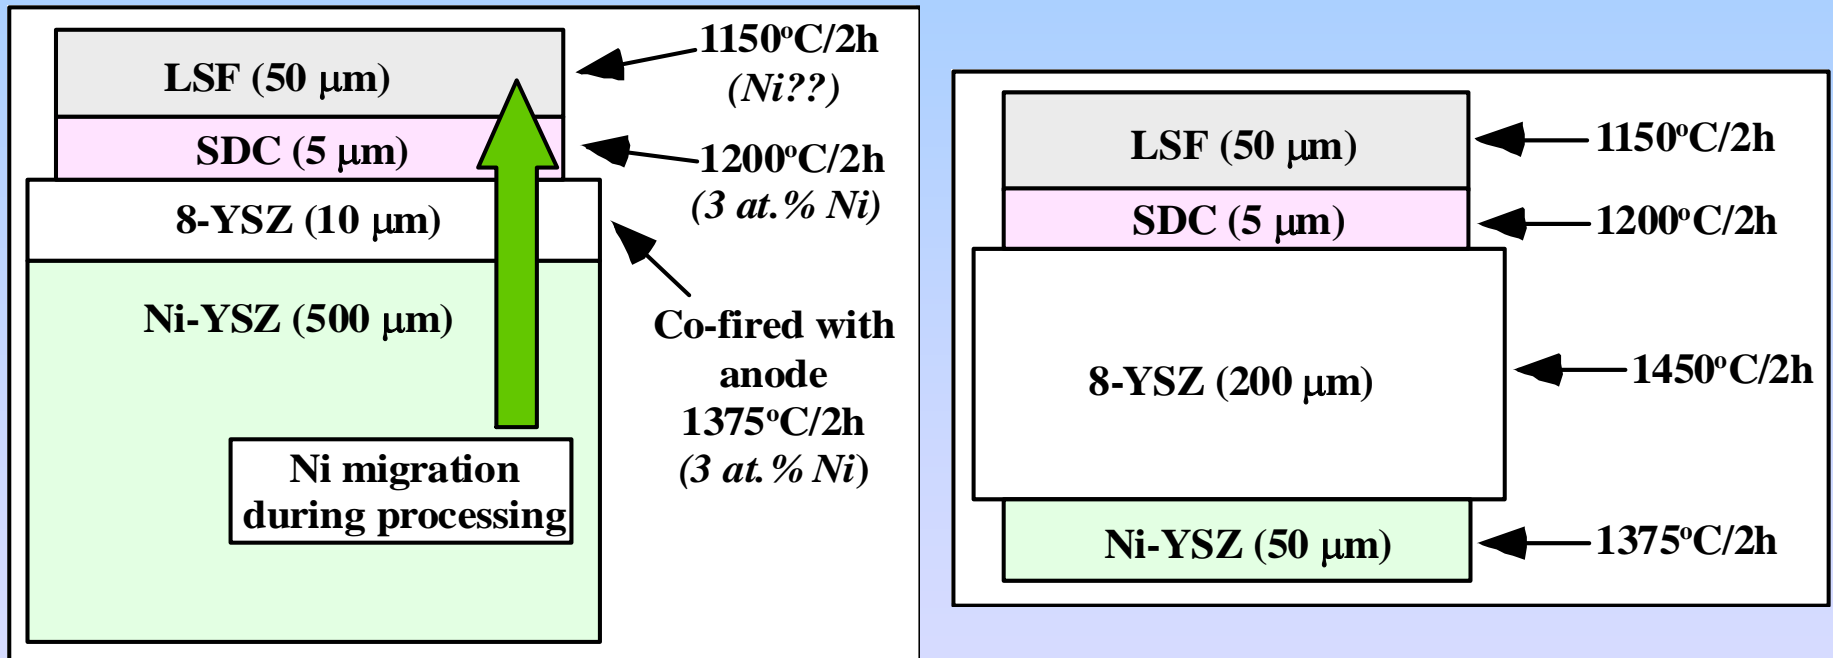 LSF (50 μm)
1150°C/2h
(Ni??)
SDC (5 μm)
1200°C/2h
(3 at.% Ni)
8-YSZ (10 μm)
Ni-YSZ (500 μm)
Co-fired with
anode
1375°C/2h
(3 at.% Ni)
Ni migration
during processing
LSF (50 μm)
1150°C/2h
SDC (5 μm)
1200°C/2h
8-YSZ (200 μm)
1450°C/2h
Ni-YSZ (50 μm)
1375°C/2h